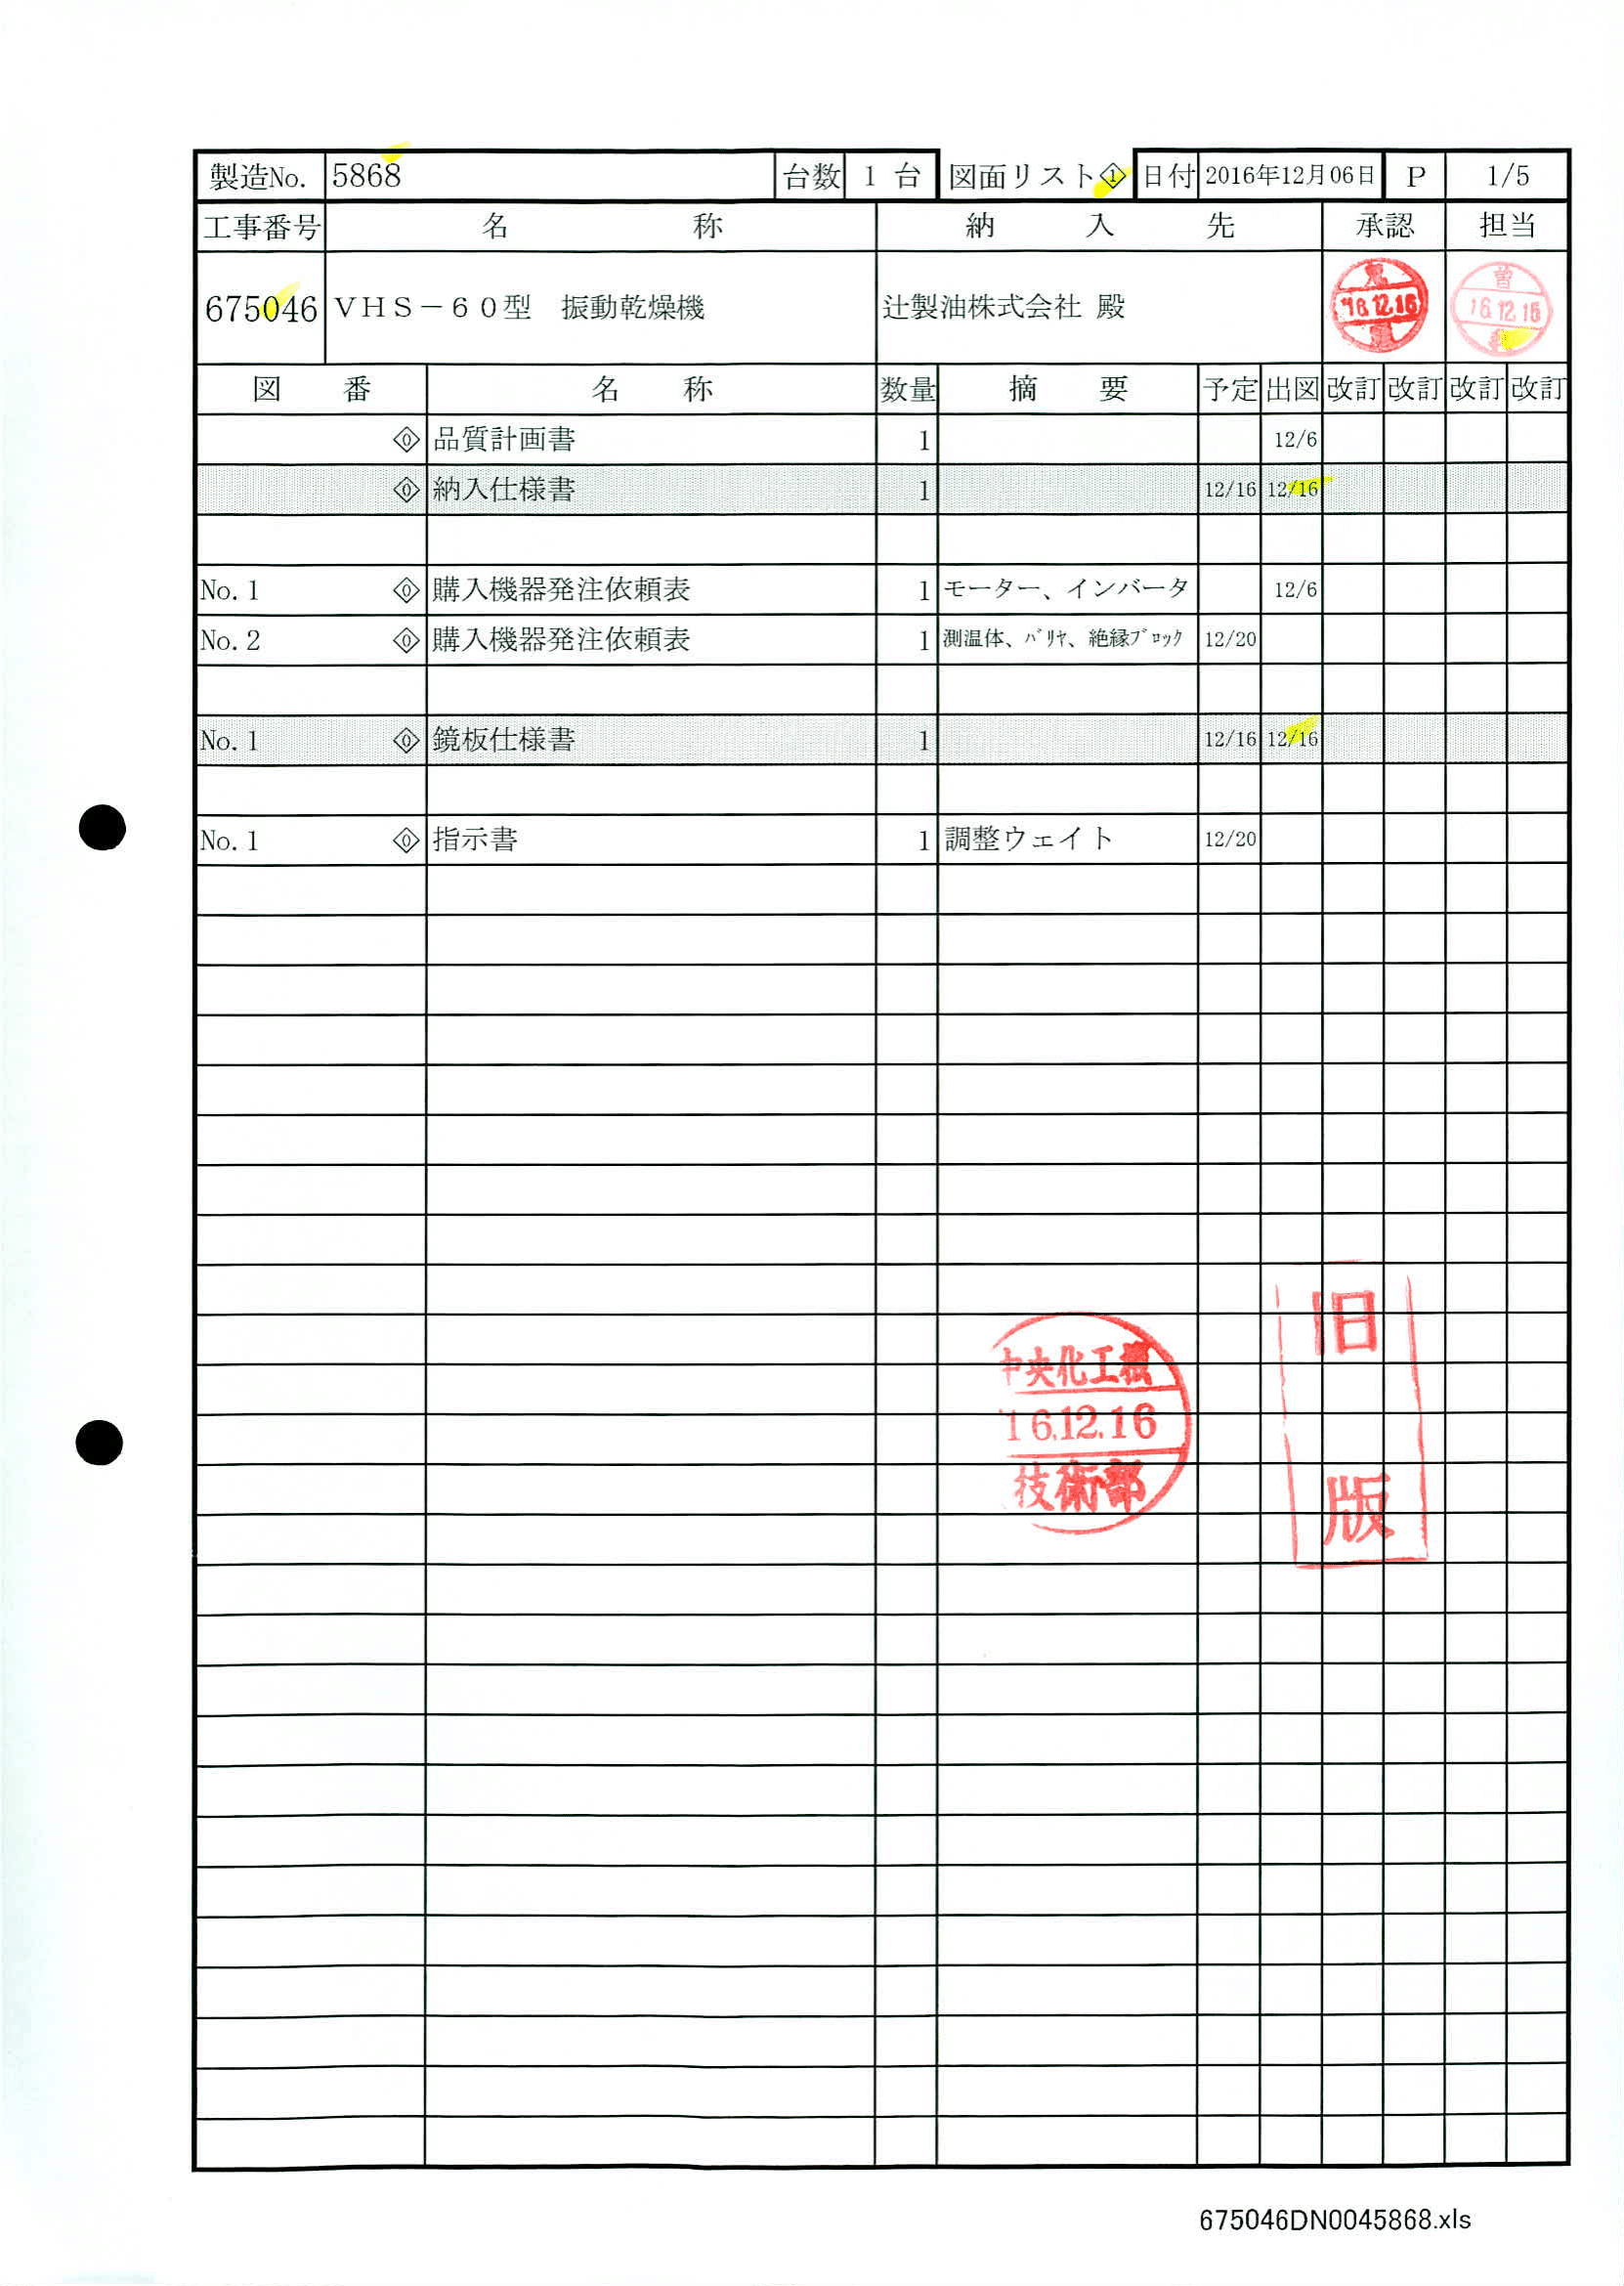 製造No. 5868 台数 1 台 図面リスト① 日付 2016年12月06日 P 1/5
工事番号 名 称 納 入 先 承認 担当
675046 VHS－60型 振動乾燥機 辻製油株式会社 殿
'16.12.16
16.12.16
図 番 名 称 数量 摘 要 予定 出図 改訂 改訂 改訂 改訂
0 品質計画書 1 12/6
0 納入仕様書 1 12/16 12/16
No.1 0 購入機器発注依頼表 1 モーター、インバータ 12/6
No.2 0 購入機器発注依頼表 1 測温体、ﾊﾞﾘﾔ、絶縁ﾌﾞﾛｯｸ 12/20
No.1 0 鏡板仕様書 1 12/16 12/16
No.1 0 指示書 1 調整ウェイト 12/20
旧版
中央化工機
'16.12.16
技術部
675046DN0045868.xls